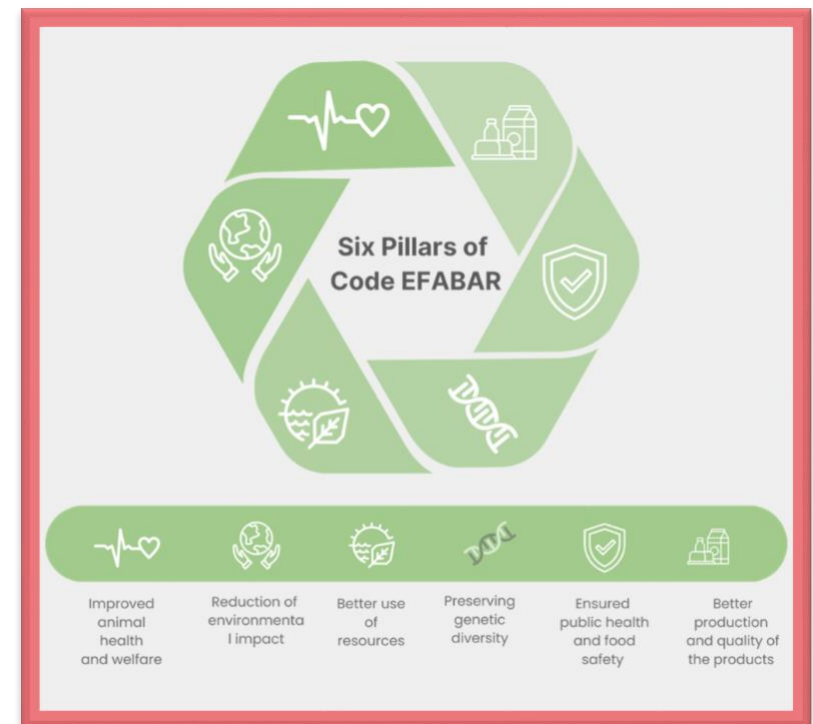 Six Pillars of
Code EFABAR
Improved
animal
health
and welfare
Reduction of
environmenta
l impact
Better use
of
resources
Preserving
genetic
diversity
Ensured
public health
and food
safety
Better
production
and quality of
the products